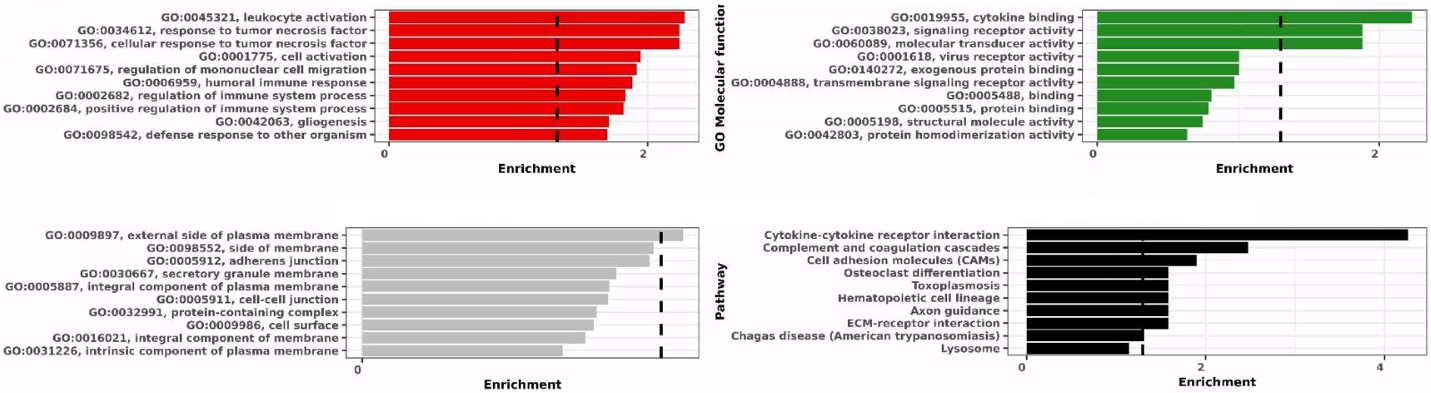 GO:0045321, leukocyte activation
GO:0034612, response to tumor necrosis factor
GO:0071356, cellular response to tumor necrosis factor
GO:0001775, cell activation
GO:0071675, regulation of mononuclear cell migration
GO:0006959, humoral immune response
GO:0002682, regulation of immune system process
GO:0002684, positive regulation of immune system process
GO:0042063, gliogenesis
GO:0098542, defense response to other organism
0 2
Enrichment
GO Molecular function
GO:0019955, cytokine binding
GO:0038023, signaling receptor activity
GO:0060089, molecular transducer activity
GO:0001618, virus receptor activity
GO:0140272, exogenous protein binding
GO:0004888, transmembrane signaling receptor activity
GO:0005488, binding
GO:0005515, protein binding
GO:0005198, structural molecule activity
GO:0042803, protein homodimerization activity
0 2
Enrichment
GO:0009897, external side of plasma membrane
GO:0098552, side of membrane
GO:0005912, adherens junction
GO:0030667, secretory granule membrane
GO:0005887, integral component of plasma membrane
GO:0005911, cell-cell junction
GO:0032991, protein-containing complex
GO:0009986, cell surface
GO:0016021, integral component of membrane
GO:0031226, intrinsic component of plasma membrane
0
Enrichment
Pathway
Cytokine-cytokine receptor interaction
Complement and coagulation cascades
Cell adhesion molecules (CAMs)
Osteoclast differentiation
Toxoplasmosis
Hematopoietic cell lineage
Axon guidance
ECM-receptor interaction
Chagas disease (American trypanosomiasis)
Lysosome
0 2 4
Enrichment